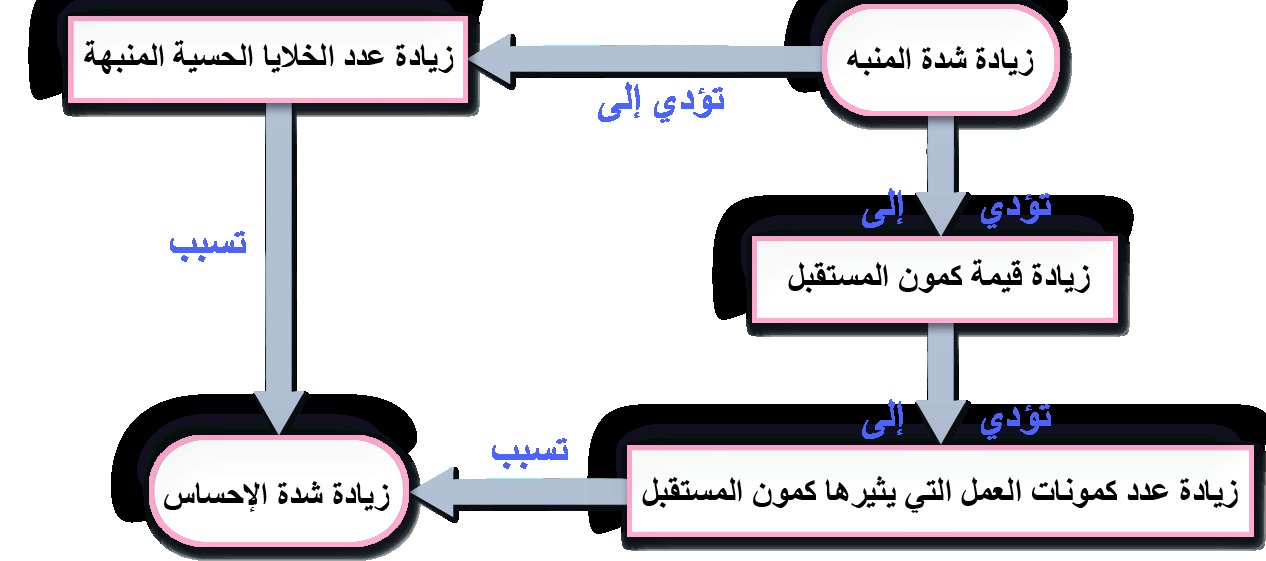 زيادة شدة المنبه
تؤدي إلى
زيادة عدد الخلايا الحسية المنبهة
تؤدي إلى
زيادة قيمة كمون المستقبل
تسبب
تؤدي إلى
زيادة عدد كمونات العمل التي يثيرها كمون المستقبل
تسبب
زيادة شدة الإحساس